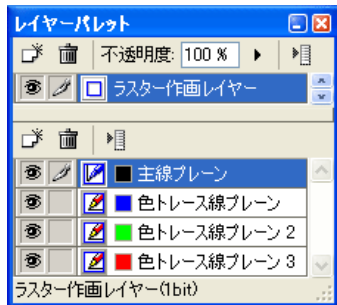 レイヤーパレット
不透明度: 100 %
ラスター作画レイヤー
主線プレーン
色トレース線プレーン
色トレース線プレーン 2
色トレース線プレーン 3
ラスター作画レイヤー(1bit)